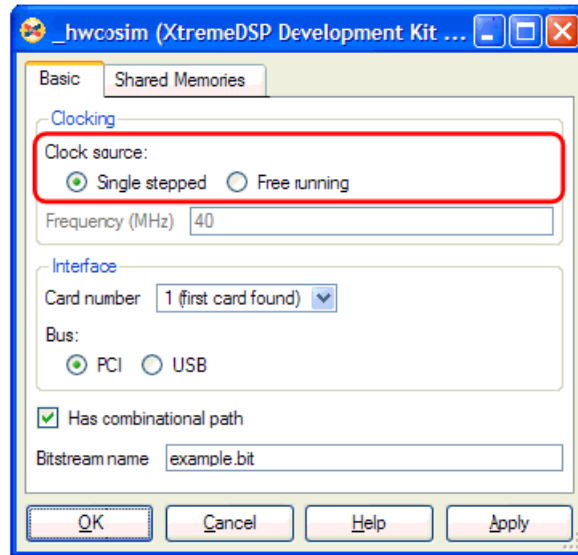 _hwcosim (XtremeDSP Development Kit ...
Basic Shared Memories
Clocking
Clock source:
Single stepped Free running
Frequency (MHz) 40
Interface
Card number 1 (first card found)
Bus:
PCI USB
Has combinational path
Bitstream name example.bit
OK Cancel Help Apply